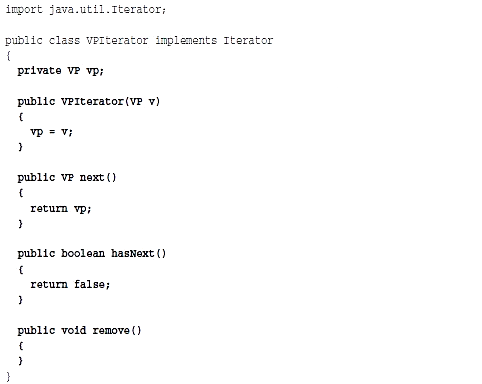 import java.util.Iterator;
public class VPIterator implements Iterator
{
private VP vp;
public VPIterator(VP v)
{
vp = v;
}
public VP next()
{
return vp;
}
public boolean hasNext()
{
return false;
}
public void remove()
{
}
}